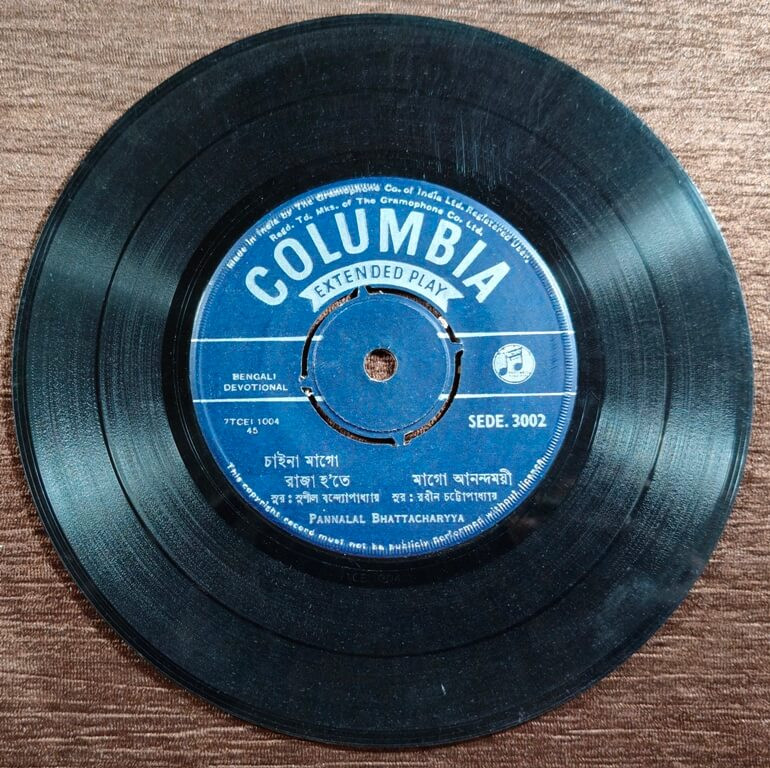 Made in India by The Gramophone Co. of India Ltd. Registered User.
Regd. Td. Mks. of The Gramophone Co. Ltd.
COLUMBIA
EXTENDED PLAY
BENGALI
DEVOTIONAL
7TCEI 1004
45
SEDE. 3002
চাইনা মাগো
রাজা হ'তে
মাগো আনন্দময়ী
সুর : সুশীল বন্দ্যোপাধ্যায়
সুর : রবীন চট্টোপাধ্যায়
PANNALAL BHATTACHARYYA
This copyright record must not be publicly performed without licence.